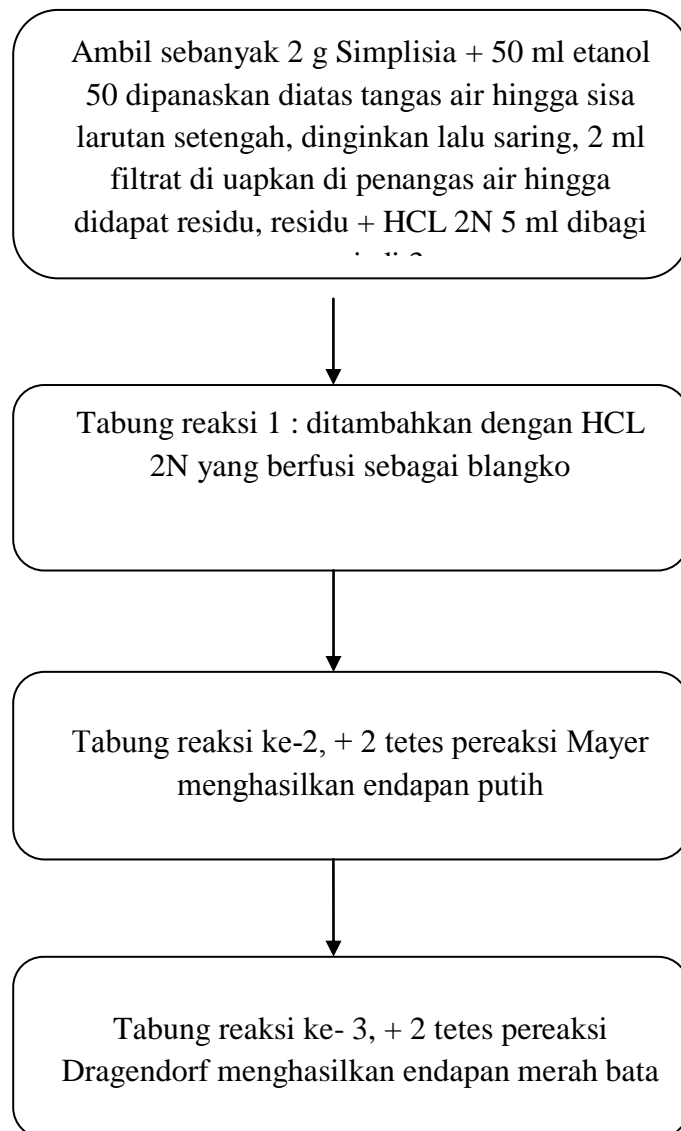 Ambil sebanyak 2 g Simplisia + 50 ml etanol
50 dipanaskan diatas tangas air hingga sisa
larutan setengah, dinginkan lalu saring, 2 ml
filtrat di uapkan di penangas air hingga
didapat residu, residu + HCL 2N 5 ml dibagi
Tabung reaksi 1 : ditambahkan dengan HCL
2N yang berfusi sebagai blangko
Tabung reaksi ke-2, + 2 tetes pereaksi Mayer
menghasilkan endapan putih
Tabung reaksi ke- 3, + 2 tetes pereaksi
Dragendorf menghasilkan endapan merah bata